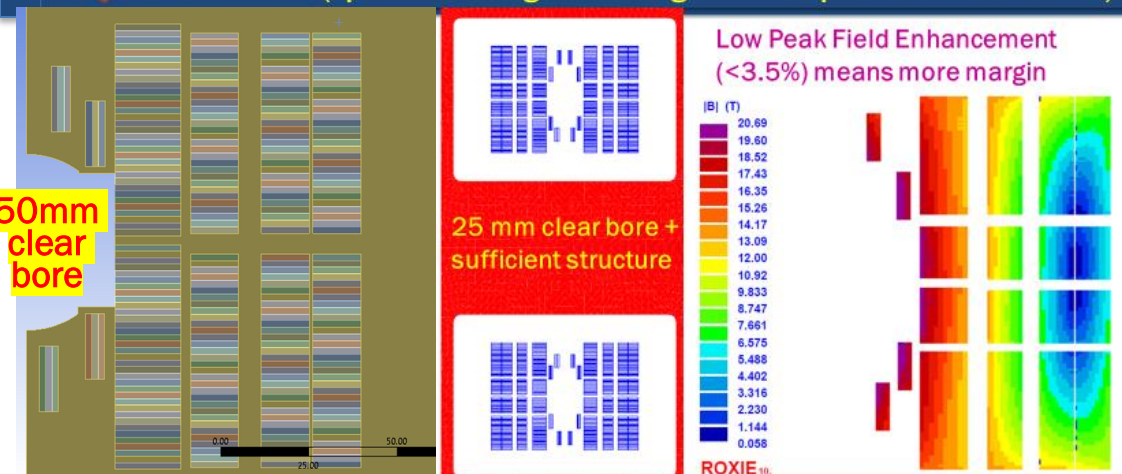 50mm
clear
bore
0.00
50.00
25.00
25 mm clear bore +
sufficient structure
Low Peak Field Enhancement
(<3.5%) means more margin
|B| (T)
20.69
19.60
18.52
17.43
16.35
15.26
14.17
13.09
12.00
10.92
9.833
8.747
7.661
6.575
5.488
4.402
3.316
2.230
1.144
0.058
ROXIE